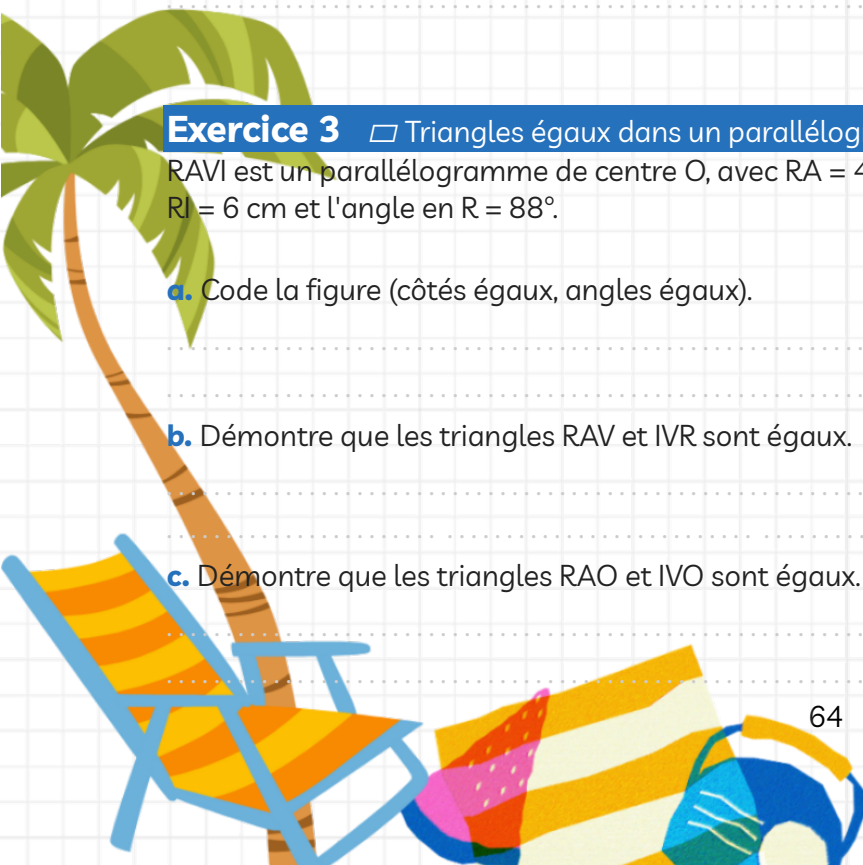 Exercice 3 ▱ Triangles égaux dans un parallélog
RAVI est un parallélogramme de centre O, avec RA = 4
RI = 6 cm et l'angle en R = 88°.
a. Code la figure (côtés égaux, angles égaux).
b. Démontre que les triangles RAV et IVR sont égaux.
c. Démontre que les triangles RAO et IVO sont égaux.
64